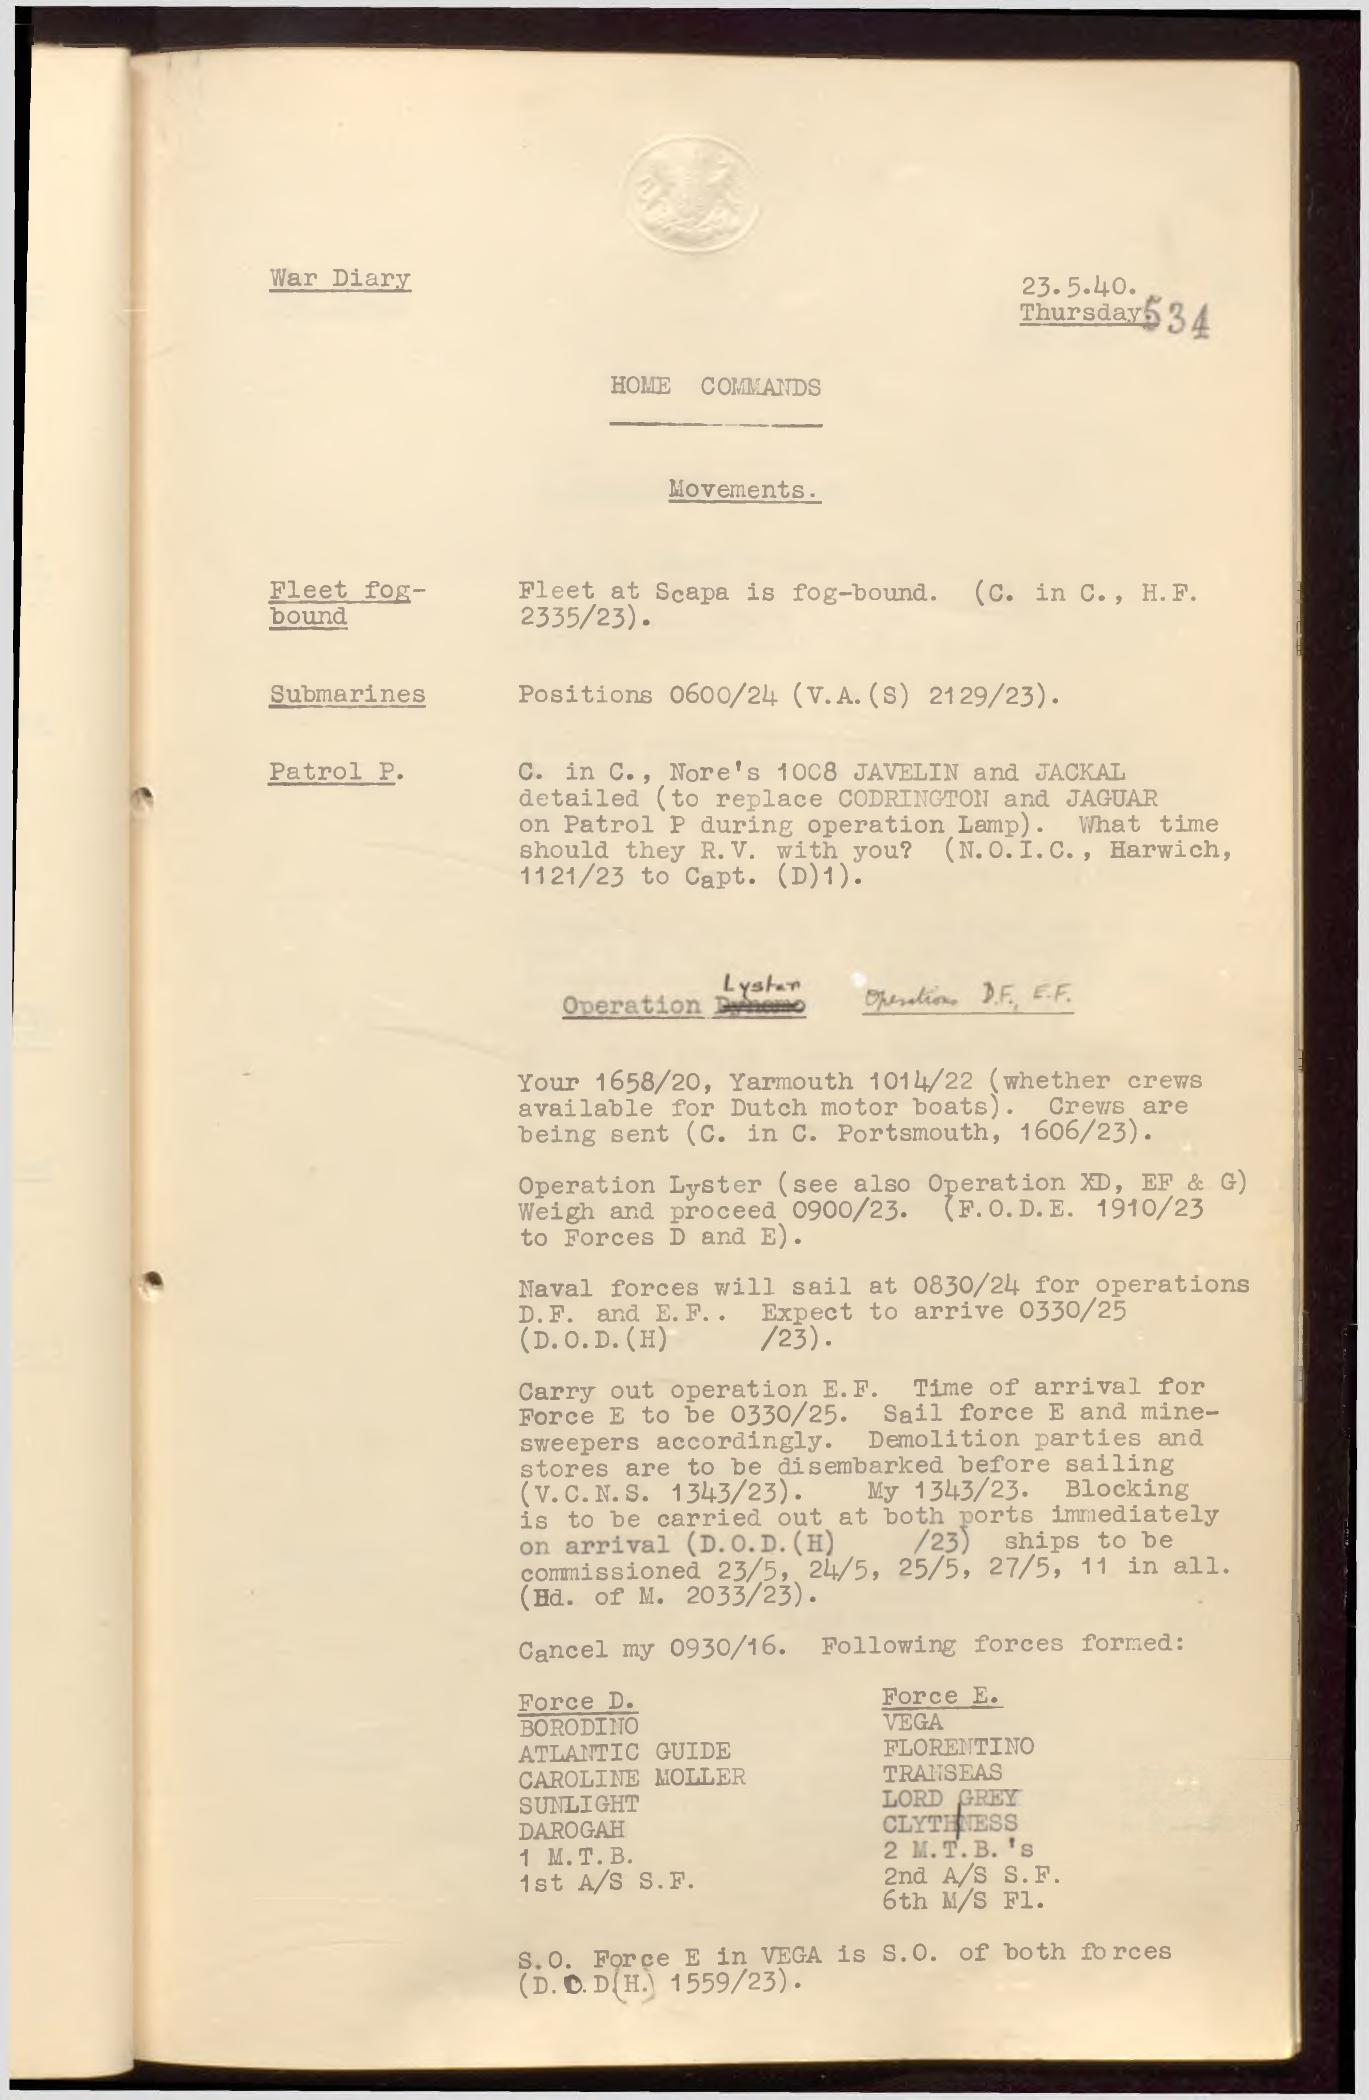 War Diary
23.5.40.
Thursday.
534
HOME COMMANDS
Movements.
Fleet fog-
bound
Fleet at Scapa is fog-bound. (C. in C., H.F.
2335/23).
Submarines
Positions 0600/24 (V.A.(S) 2129/23).
Patrol P.
C. in C., Nore's 1008 JAVELIN and JACKAL
detailed (to replace CODRINGTON and JAGUAR
on Patrol P during operation Lamp). What time
should they R.V. with you? (N.O.I.C., Harwich,
1121/23 to Capt. (D)1).
Lyster
Operation Dynamo Operations D.F., E.F.
Your 1658/20, Yarmouth 1014/22 (whether crews
available for Dutch motor boats). Crews are
being sent (C. in C. Portsmouth, 1606/23).
Operation Lyster (see also Operation XD, EF & G)
Weigh and proceed 0900/23. (F.O.D.E. 1910/23
to Forces D and E).
Naval forces will sail at 0830/24 for operations
D.F. and E.F.. Expect to arrive 0330/25
(D.O.D.(H) /23).
Carry out operation E.F. Time of arrival for
Force E to be 0330/25. Sail force E and mine-
sweepers accordingly. Demolition parties and
stores are to be disembarked before sailing
(V.C.N.S. 1343/23). My 1343/23. Blocking
is to be carried out at both ports immediately
on arrival (D.O.D.(H) /23) ships to be
commissioned 23/5, 24/5, 25/5, 27/5, 11 in all.
(Hd. of M. 2033/23).
Cancel my 0930/16. Following forces formed:
Force D.
BORODINO
ATLANTIC GUIDE
CAROLINE MOLLER
SUNLIGHT
DAROGAH
1 M.T.B.
1st A/S S.F.
Force E.
VEGA
FLORENTINO
TRANSEAS
LORD GREY
CLYTHNESS
2 M.T.B.'s
2nd A/S S.F.
6th M/S Fl.
S.O. Force E in VEGA is S.O. of both forces
(D.O.D.(H.) 1559/23).